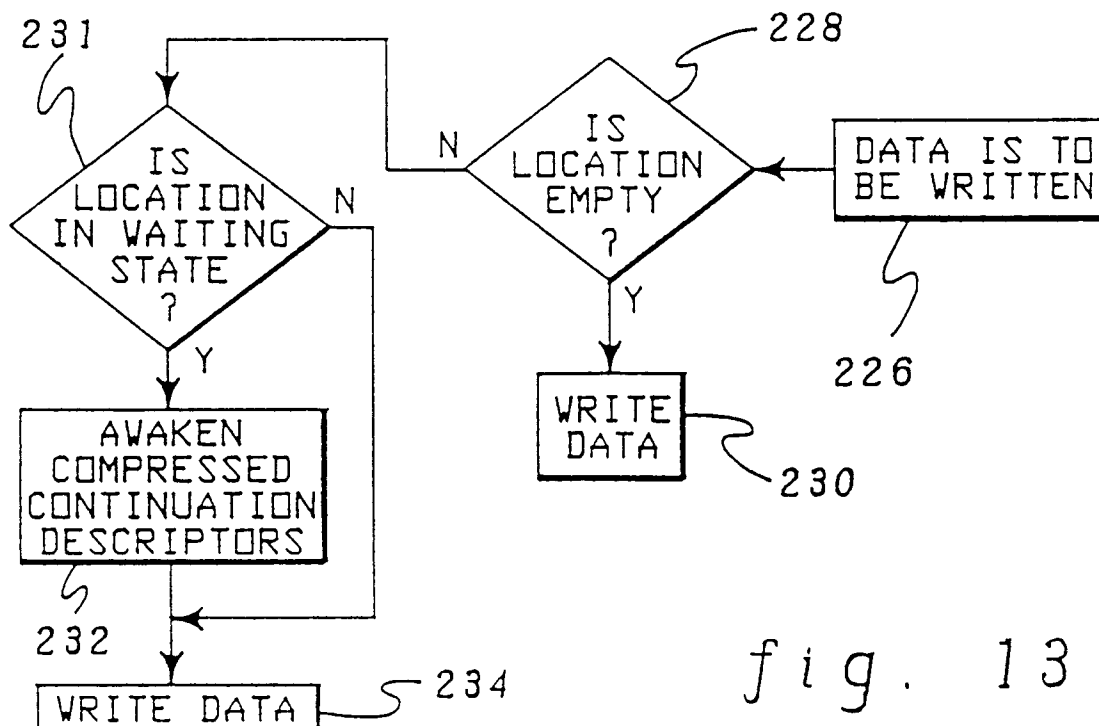 231
228
IS
LOCATION
IN WAITING
STATE
?
N
Y
N
IS
LOCATION
EMPTY
?
Y
DATA IS TO
BE WRITTEN
226
WRITE
DATA
230
AWAKEN
COMPRESSED
CONTINUATION
DESCRIPTORS
232
WRITE DATA
234
fig. 13